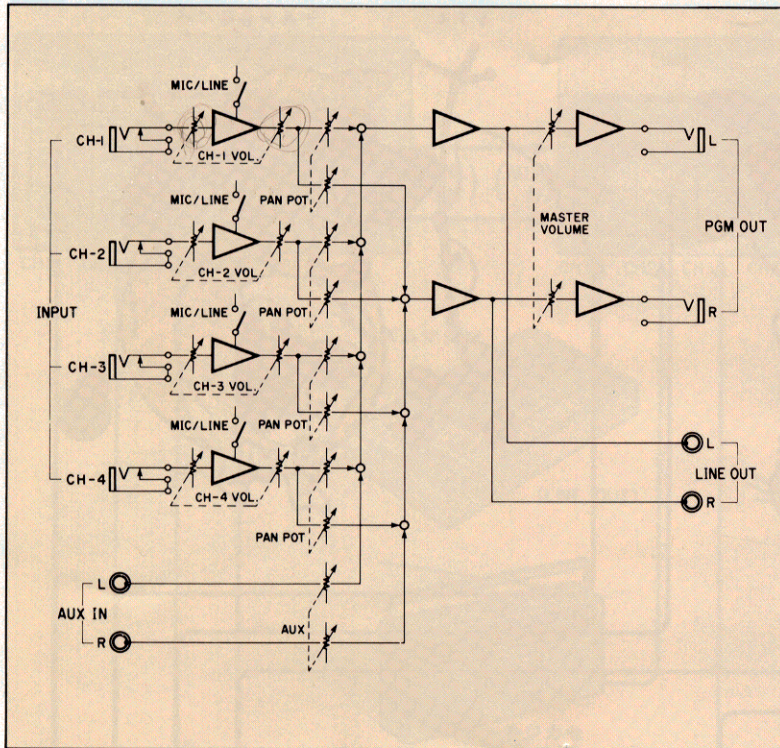 MIC/LINE
CH-1
CH-1 VOL.
L
PAN POT
MIC/LINE
MASTER VOLUME
PGM OUT
CH-2
CH-2 VOL.
R
PAN POT
INPUT
MIC/LINE
CH-3
CH-3 VOL.
PAN POT
MIC/LINE
L
LINE OUT
CH-4
CH-4 VOL.
R
PAN POT
L
AUX IN
AUX
R